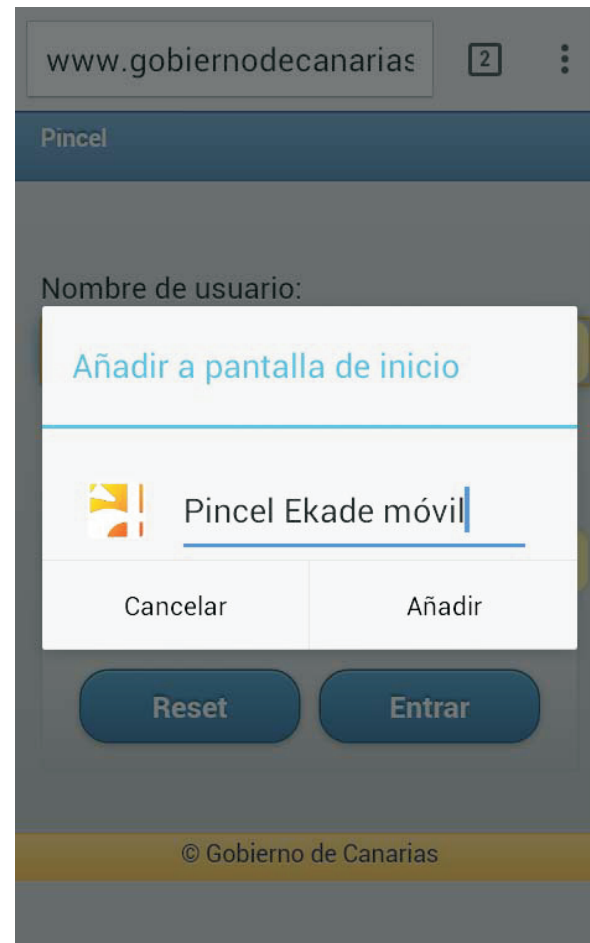 www.gobiernodecanarias
2
Pincel
Nombre de usuario:
Añadir a pantalla de inicio
Pincel Ekade móvil
Cancelar
Añadir
Reset
Entrar
© Gobierno de Canarias